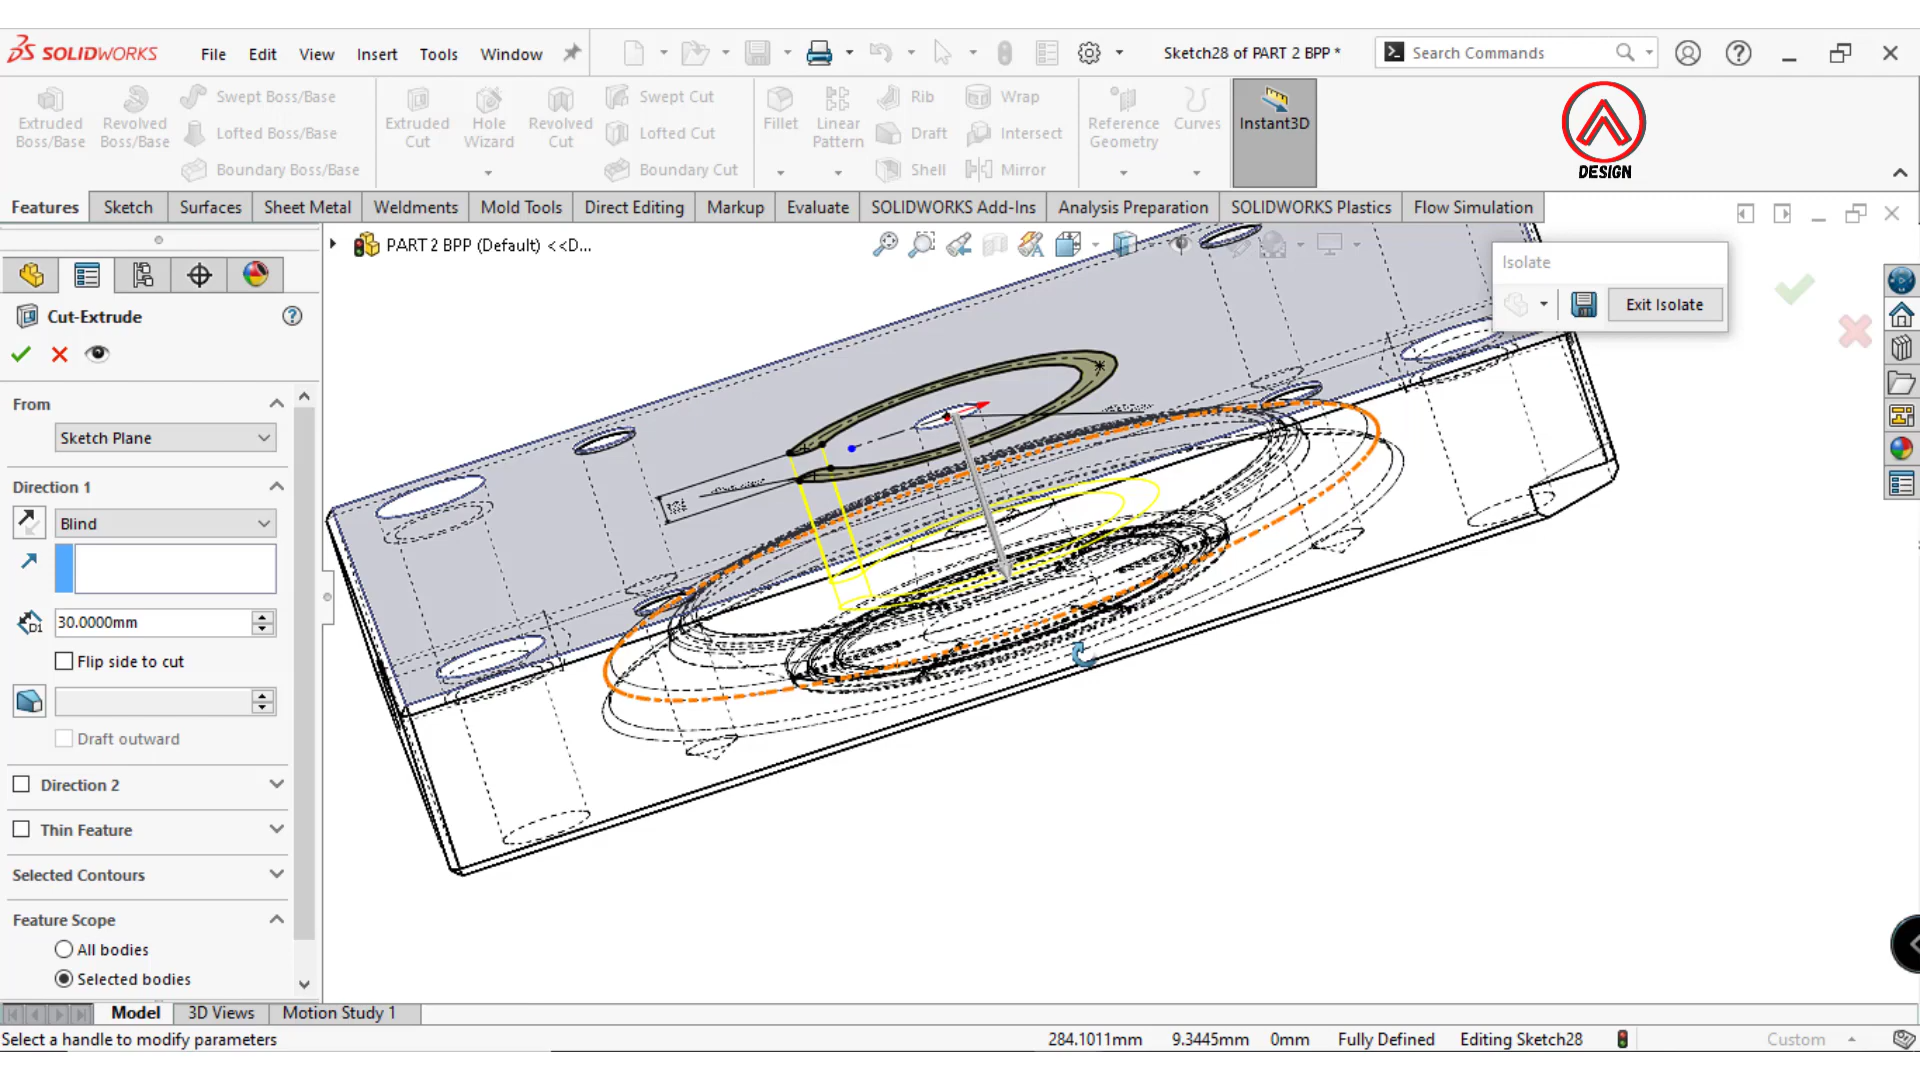 SOLIDWORKS
File Edit View Insert Tools Window
Sketch28 of PART 2 BPP *
Search Commands
Extruded Boss/Base
Revolved Boss/Base
Swept Boss/Base
Lofted Boss/Base
Boundary Boss/Base
Extruded Cut
Hole Wizard
Revolved Cut
Swept Cut
Lofted Cut
Boundary Cut
Fillet
Linear Pattern
Rib
Draft
Shell
Wrap
Intersect
Mirror
Reference Geometry
Curves
Instant3D
DESIGN
Features Sketch Surfaces Sheet Metal Weldments Mold Tools Direct Editing Markup Evaluate SOLIDWORKS Add-Ins Analysis Preparation SOLIDWORKS Plastics Flow Simulation
PART 2 BPP (Default) <<D...
Isolate
Exit Isolate
Cut-Extrude
From
Sketch Plane
Direction 1
Blind
D1
30.0000mm
Flip side to cut
Draft outward
Direction 2
Thin Feature
Selected Contours
Feature Scope
All bodies
Selected bodies
Model 3D Views Motion Study 1
Select a handle to modify parameters
284.1011mm 9.3445mm 0mm Fully Defined Editing Sketch28 Custom